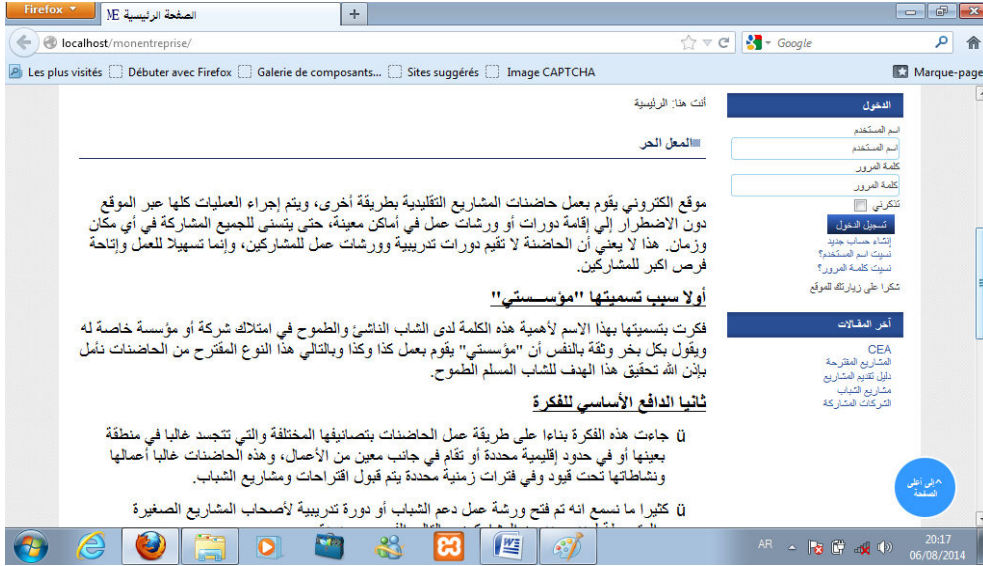 Firefox
الصفحة الرئيسية ME
localhost/monentreprise/
Google
Les plus visités
Débuter avec Firefox
Galerie de composants...
Sites suggérés
Image CAPTCHA
Marque-page
أنت هنا: الرئيسية
المعل الحر
موقع الكتروني يقوم بعمل حاضنات المشاريع التقليدية بطريقة أخرى، ويتم إجراء العمليات كلها عبر الموقع
دون الاضطرار إلى إقامة دورات أو ورشات عمل في أماكن معينة، حتى يتسنى للجميع المشاركة في أي مكان
وزمان. هذا لا يعني أن الحاضنة لا تقيم دورات تدريبية وورشات عمل للمشاركين، وإنما تسهيلا للعمل وإتاحة
فرص اكبر للمشاركين.
أولا سبب تسميتها "مؤســستي"
فكرت بتسميتها بهذا الاسم لأهمية هذه الكلمة لدى الشاب الناشئ والطموح في امتلاك شركة أو مؤسسة خاصة له
ويقول بكل بخر وثقة بالنفس أن "مؤسستي" يقوم بعمل كذا وكذا وبالتالي هذا النوع المقترح من الحاضنات نأمل
بإذن الله تحقيق هذا الهدف للشاب المسلم الطموح.
ثانيا الدافع الأساسي للفكرة
ü جاءت هذه الفكرة بناءا على طريقة عمل الحاضنات بتصانيفها المختلفة والتي تتجسد غالبا في منطقة
بعينها أو في حدود إقليمية محددة أو تقام في جانب معين من الأعمال، وهذه الحاضنات غالبا أعمالها
ونشاطاتها تحت قيود وفي فترات زمنية محددة يتم قبول اقتراحات ومشاريع الشباب.
ü كثيرا ما نسمع انه تم فتح ورشة عمل دعم الشباب أو دورة تدريبية لأصحاب المشاريع الصغيرة
الدخول
اسم المستخدم
اسم المستخدم
كلمة المرور
كلمة المرور
تذكرني
تسجيل الدخول
إنشاء حساب جديد
نسيت اسم المستخدم؟
نسيت كلمة المرور؟
شكرا على زيارتك للموقع
أخر المقالات
CEA
المشاريع المقترحة
دليل تقديم المشاريع
مشاريع الشباب
الشركات المشاركة
^إلى أعلى
الصفحة
AR
20:17
06/08/2014